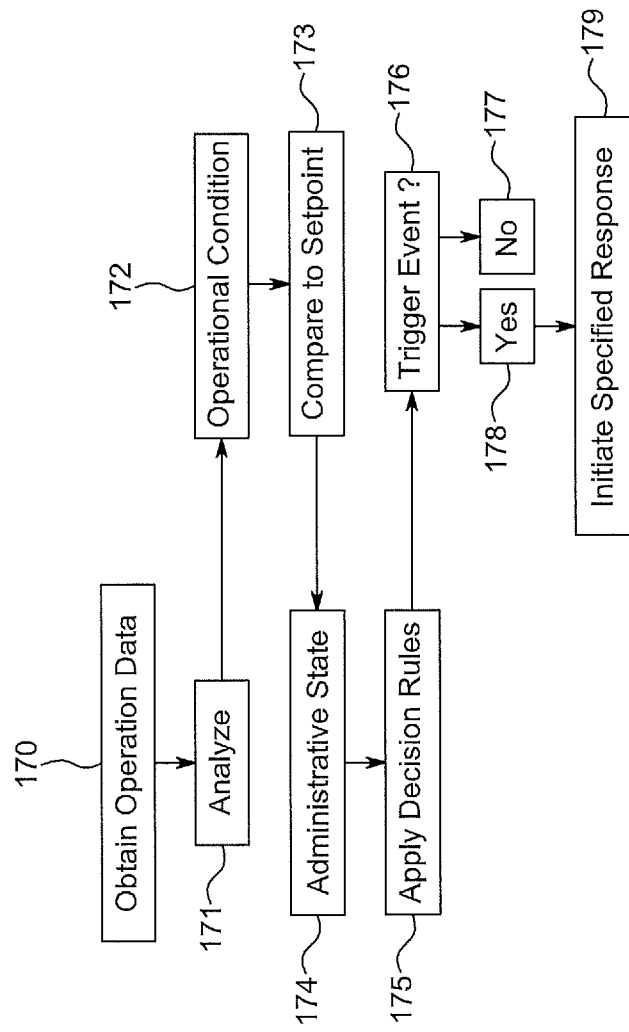 170
Obtain Operation Data
171
Analyze
172
Operational Condition
173
Compare to Setpoint
174
Administrative State
175
Apply Decision Rules
176
Trigger Event ?
177
No
178
Yes
179
Initiate Specified Response